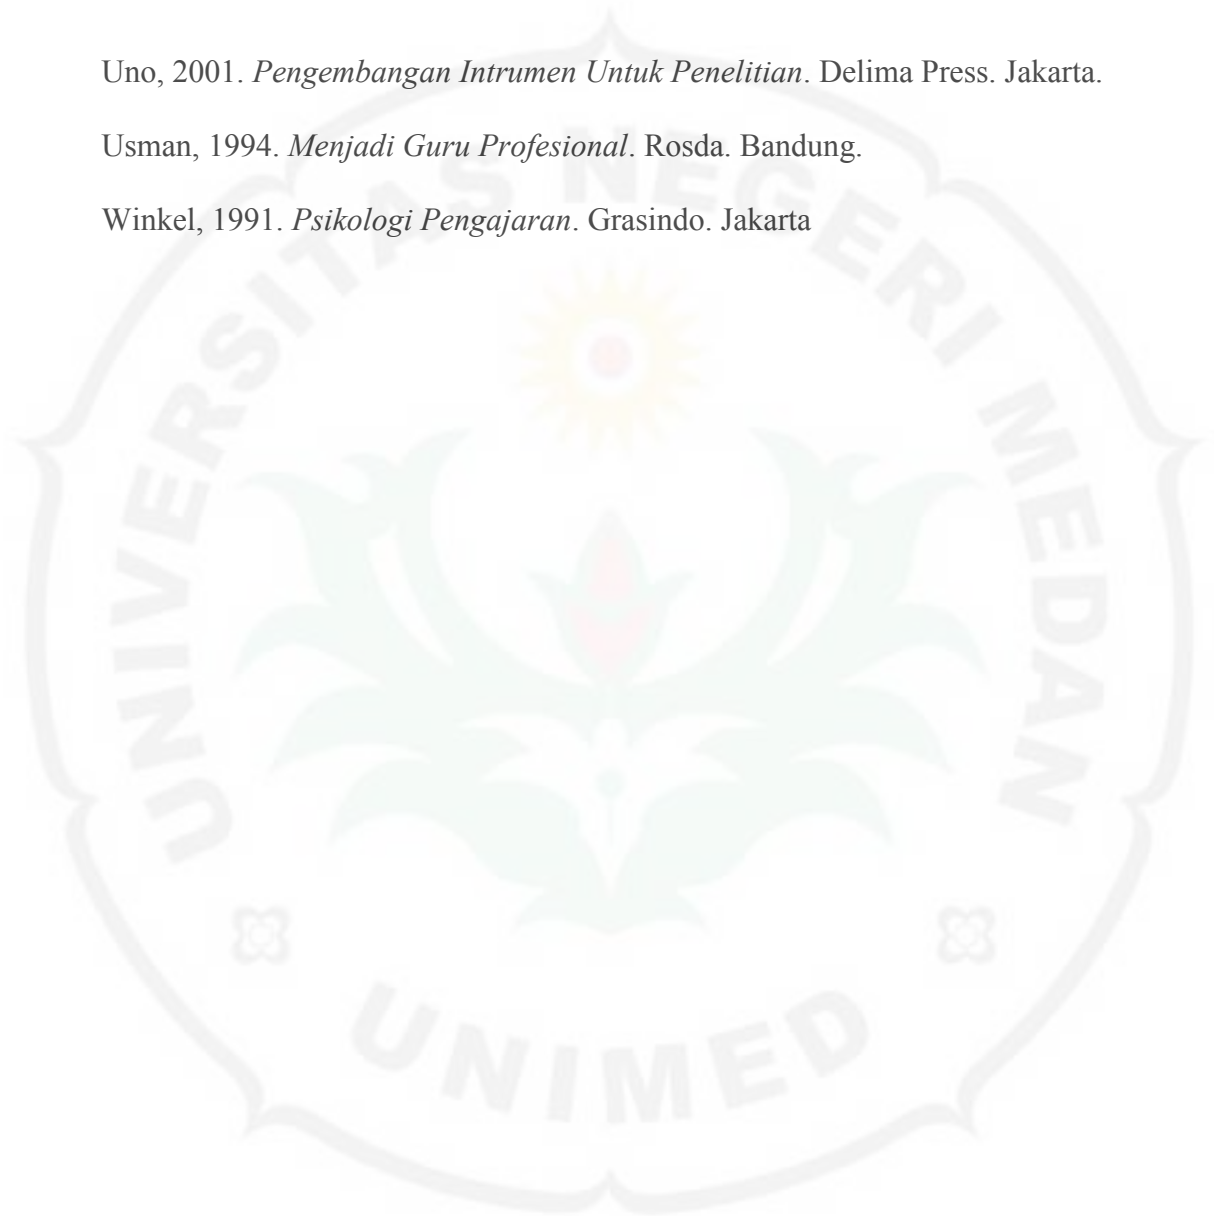 Uno, 2001. Pengembangan Intrumen Untuk Penelitian. Delima Press. Jakarta.
Usman, 1994. Menjadi Guru Profesional. Rosda. Bandung.
Winkel, 1991. Psikologi Pengajaran. Grasindo. Jakarta
UNIVERSITAS NEGERI MEDAN
UNIMED